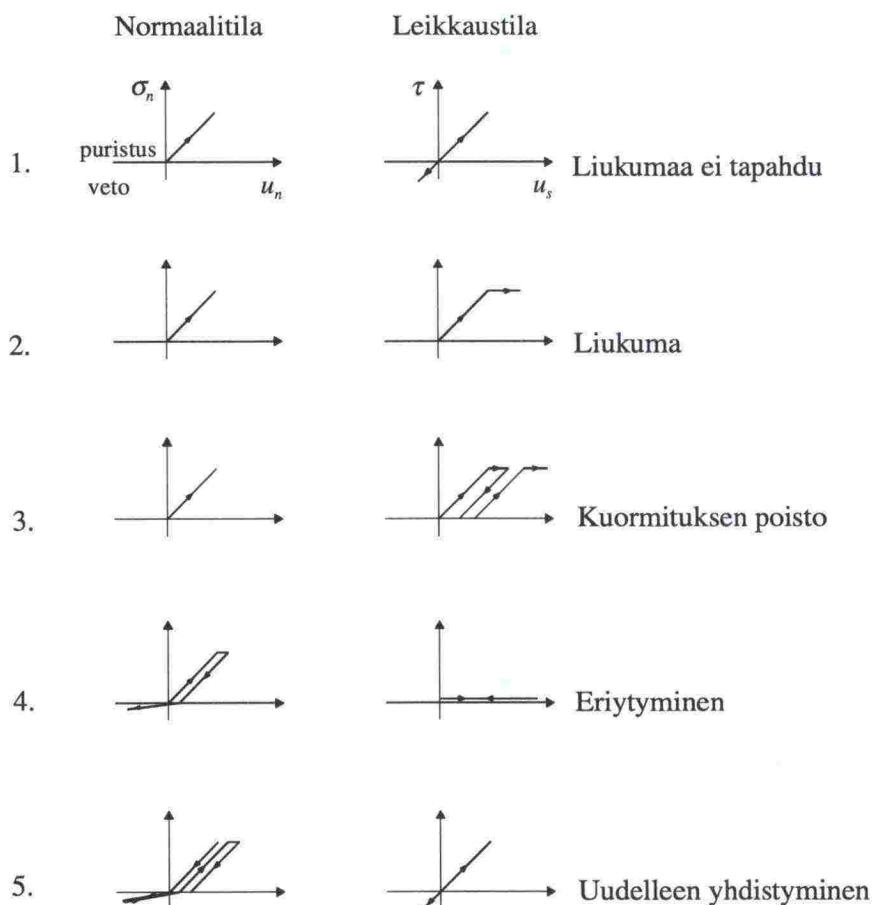 Normaalitila Leikkaustila
σn τ
1. puristus
veto un us Liukumaa ei tapahdu
2. Liukuma
3. Kuormituksen poisto
4. Eriytyminen
5. Uudelleen yhdistyminen